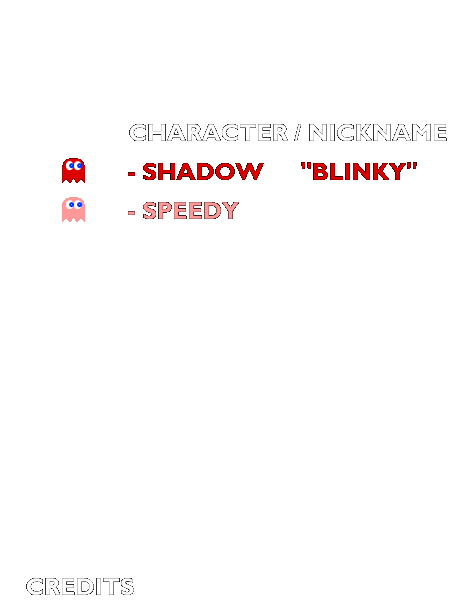 CHARACTER / NICKNAME
- SHADOW "BLINKY"
- SPEEDY
CREDITS